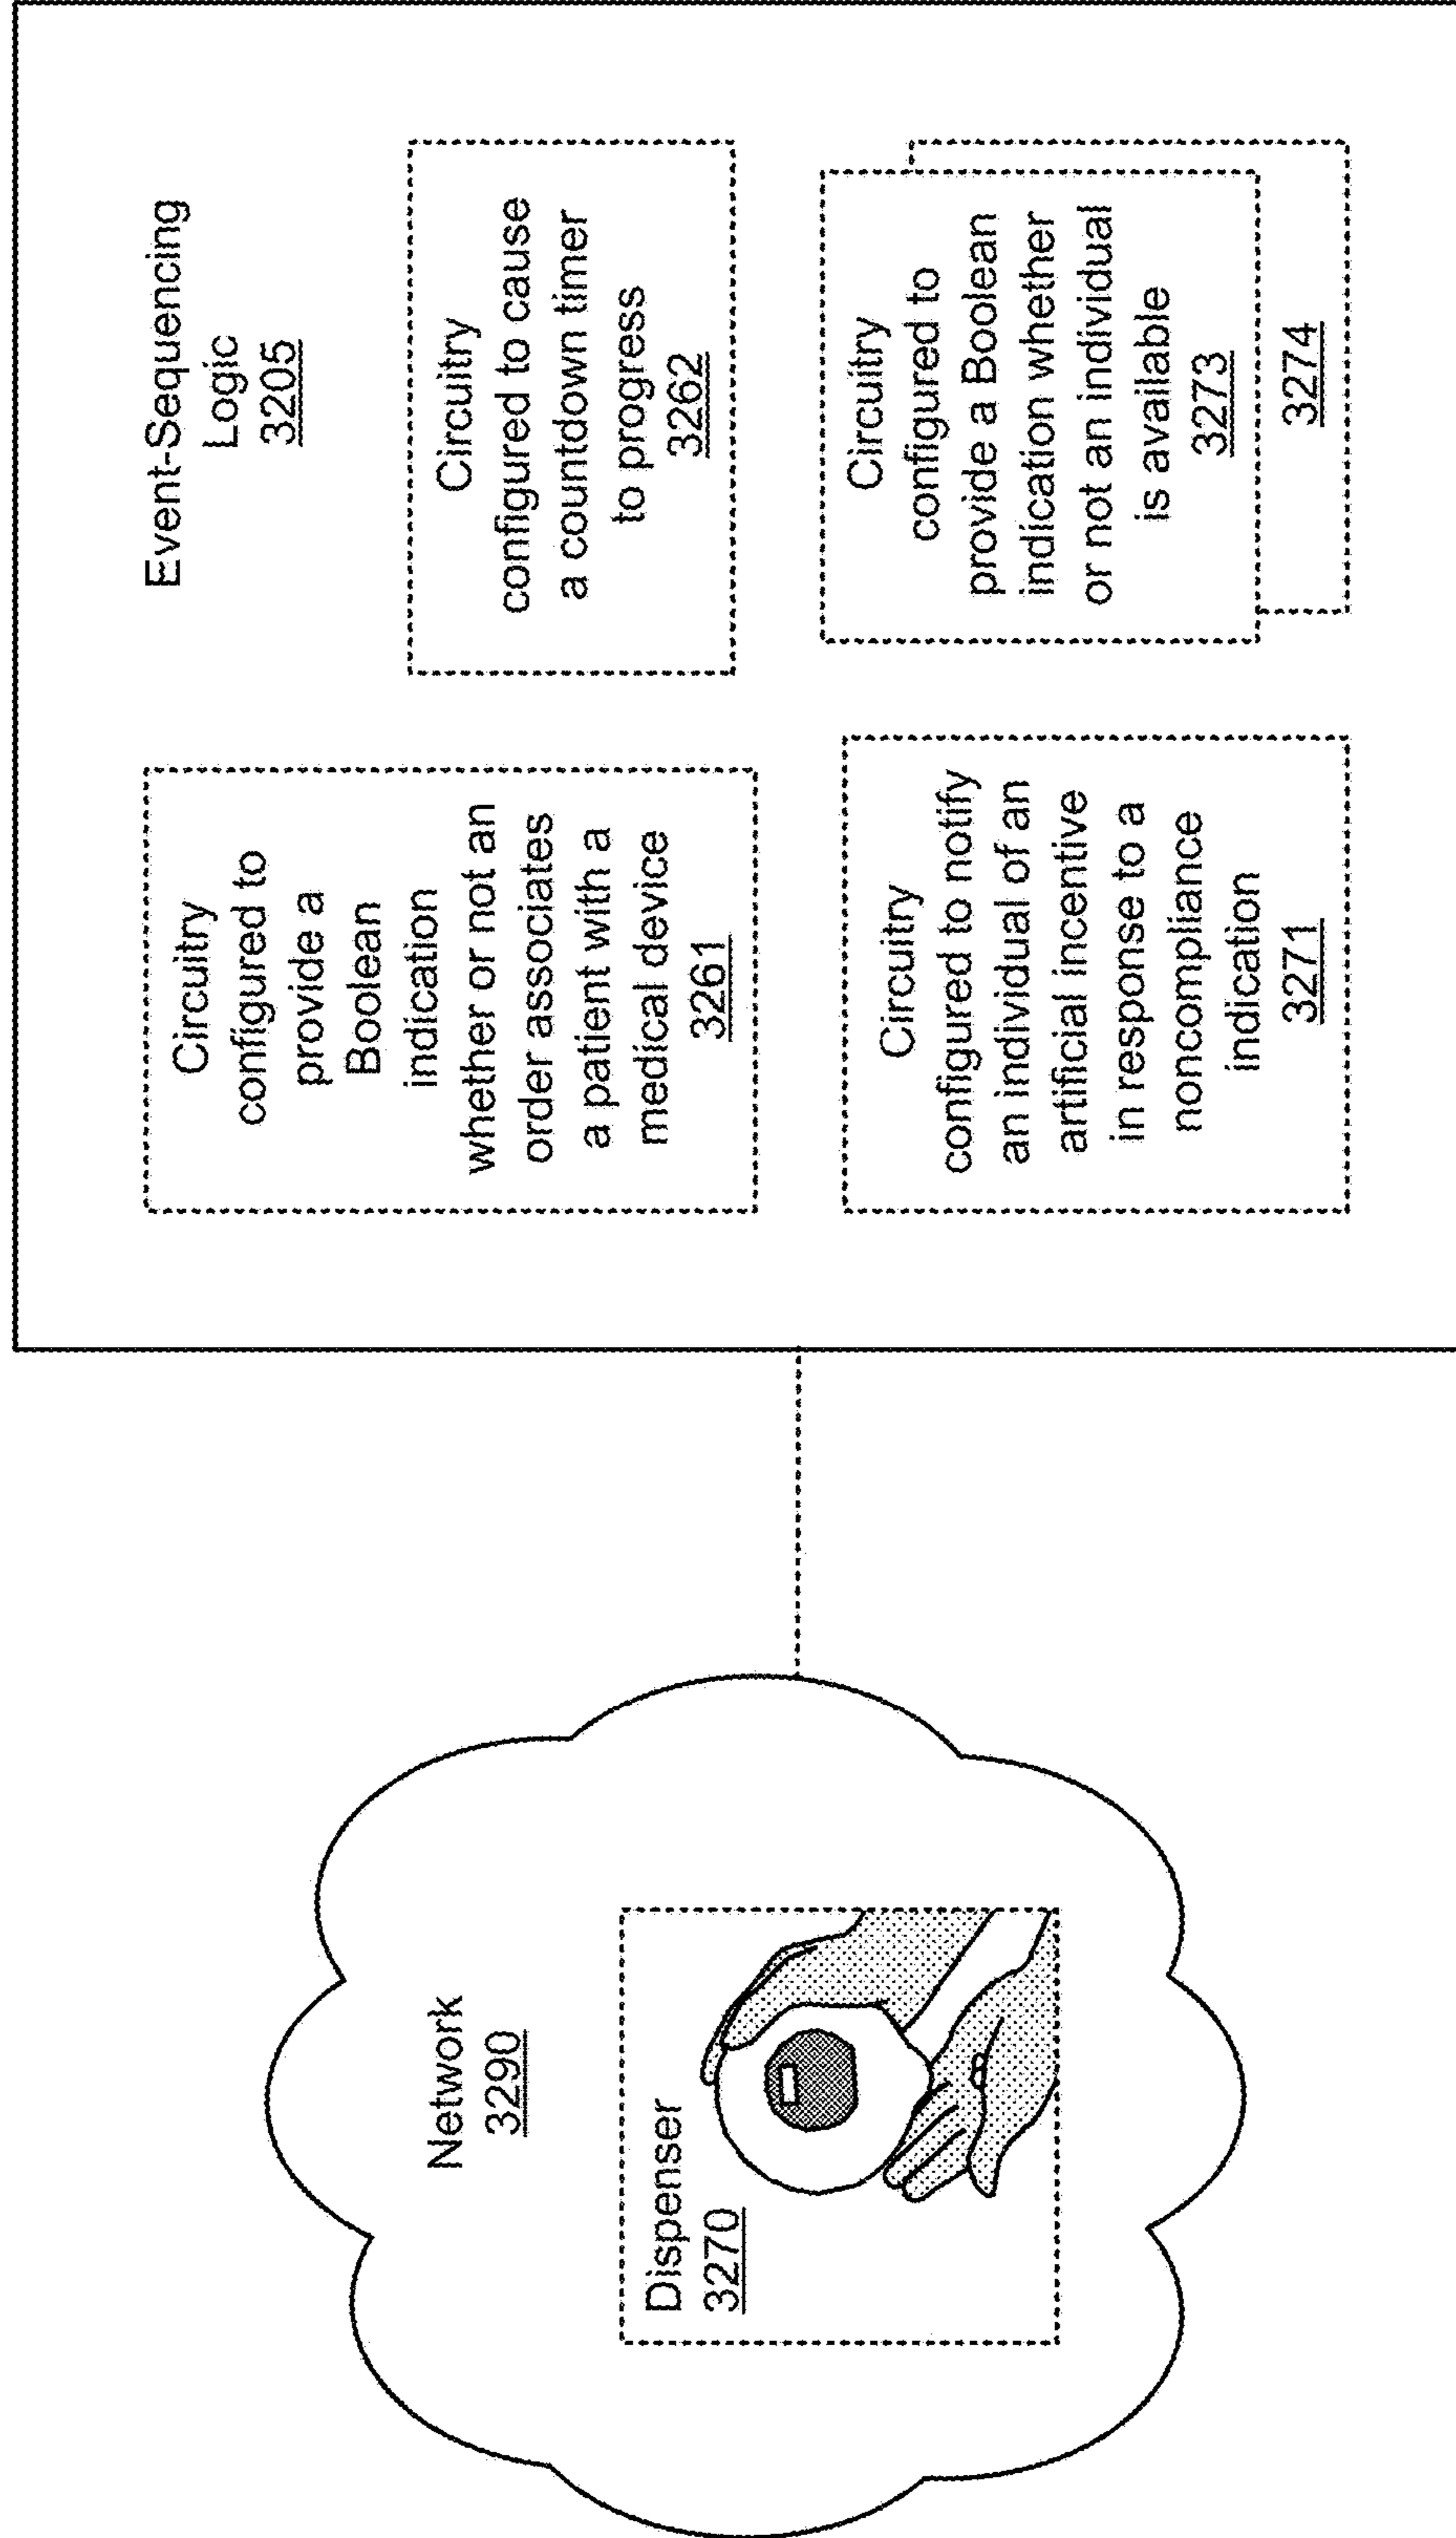 Network
3290
Dispenser
3270
Event-Sequencing
Logic
3205
Circuitry
configured to
provide a
Boolean
indication
whether or not an
order associates
a patient with a
medical device
3261
Circuitry
configured to cause
a countdown timer
to progress
3262
Circuitry
configured to notify
an individual of an
artificial incentive
in response to a
noncompliance
indication
3271
Circuitry
configured to
provide a Boolean
indication whether
or not an individual
is available
3273
3274